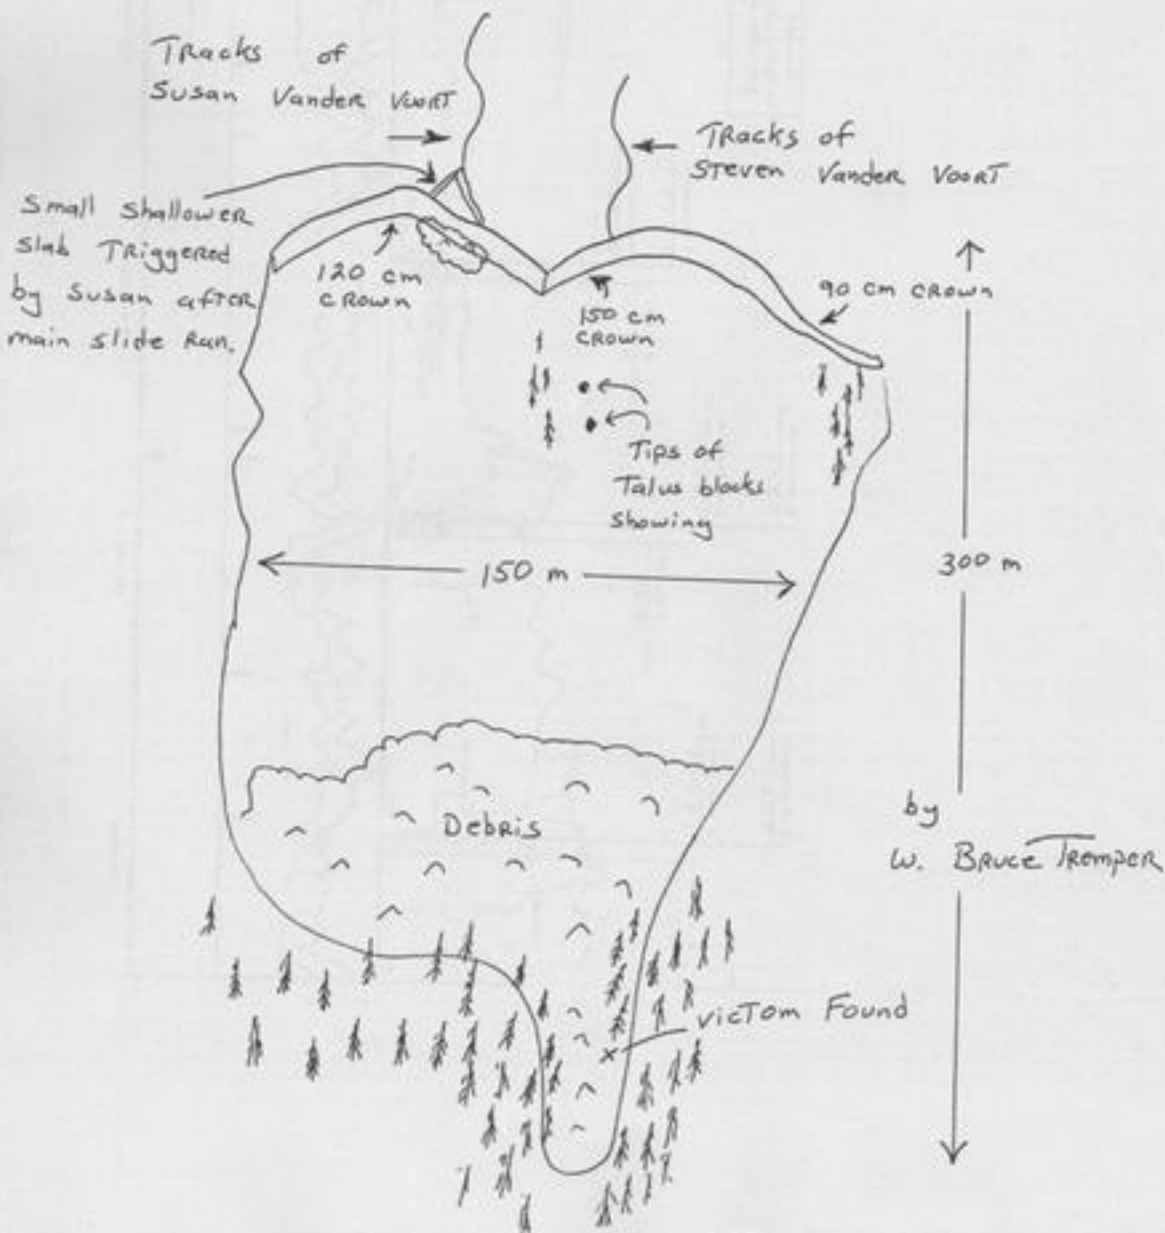 Tracks of
Susan Vander Voort
Tracks of
Steven Vander Voort
Small shallower
slab Triggered
by Susan after
main slide Ran.
120 cm
Crown
150 cm
Crown
90 cm Crown
Tips of
Talus blocks
showing
150 m
300 m
Debris
by
W. Bruce Tremper
Victom Found
x